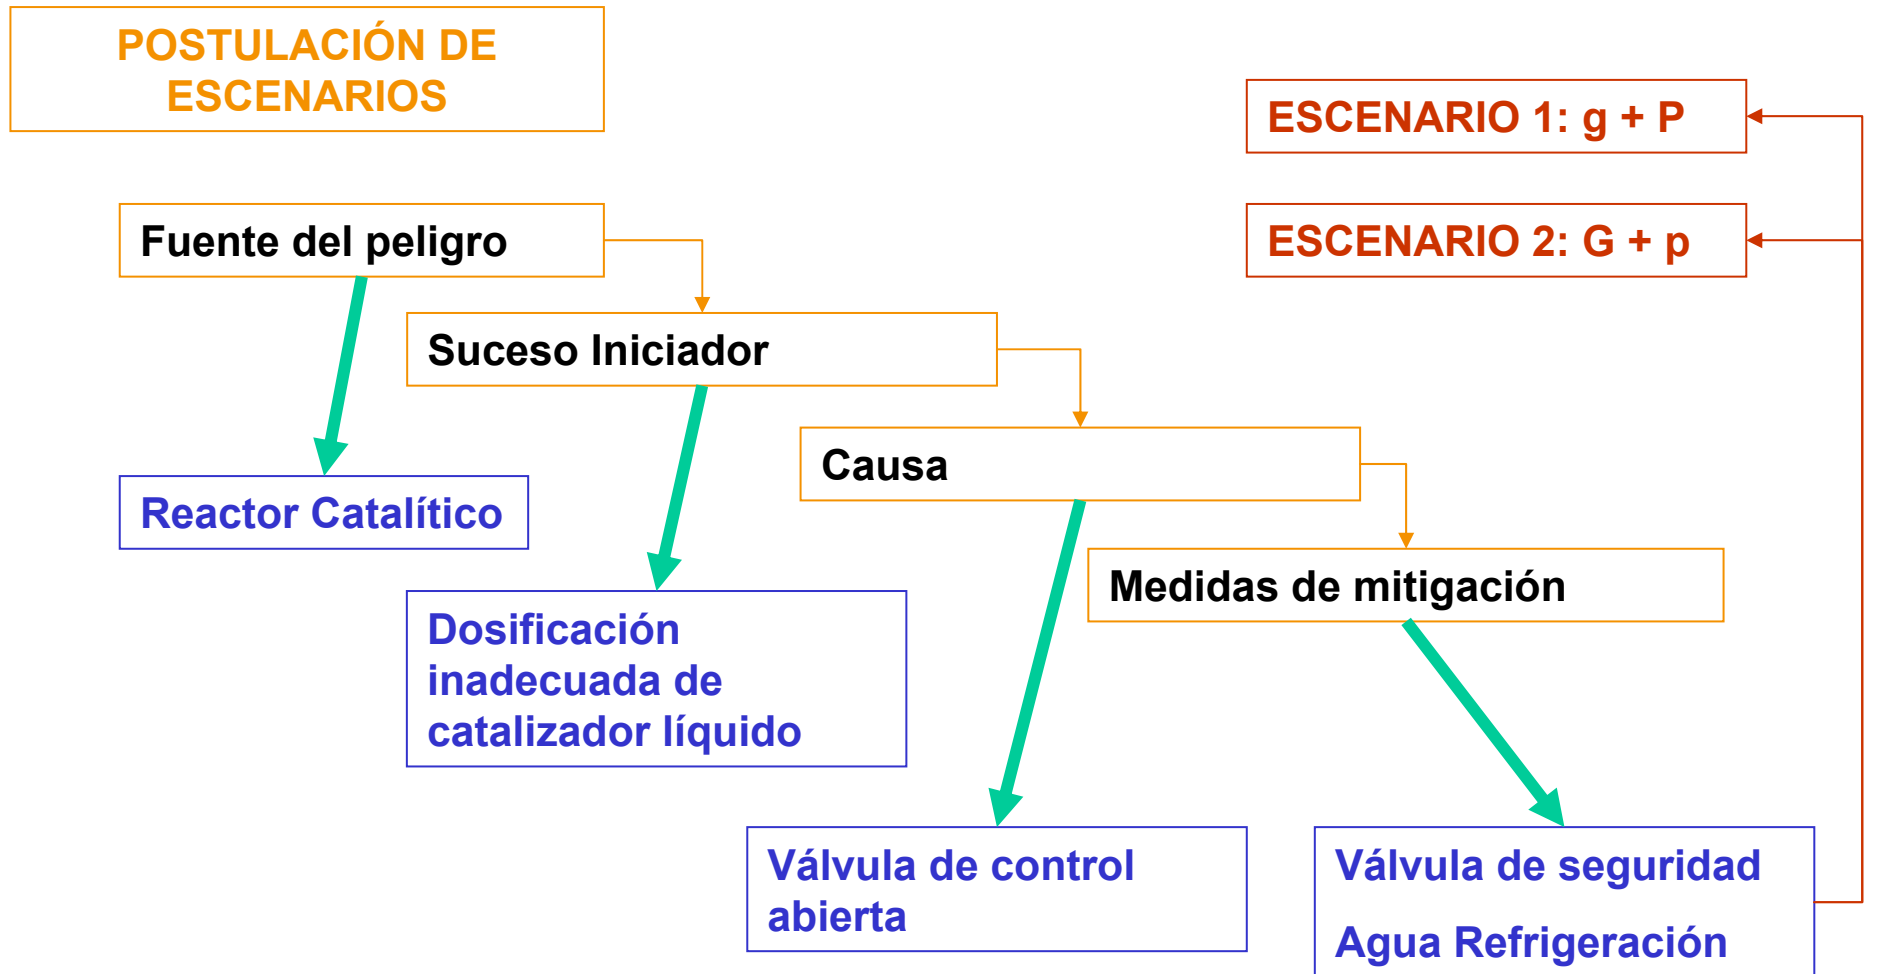 POSTULACIÓN DE
ESCENARIOS
ESCENARIO 1: g + P
ESCENARIO 2: G + p
Fuente del peligro
Suceso Iniciador
Causa
Reactor Catalítico
Medidas de mitigación
Dosificación
inadecuada de
catalizador líquido
Válvula de control
abierta
Válvula de seguridad
Agua Refrigeración